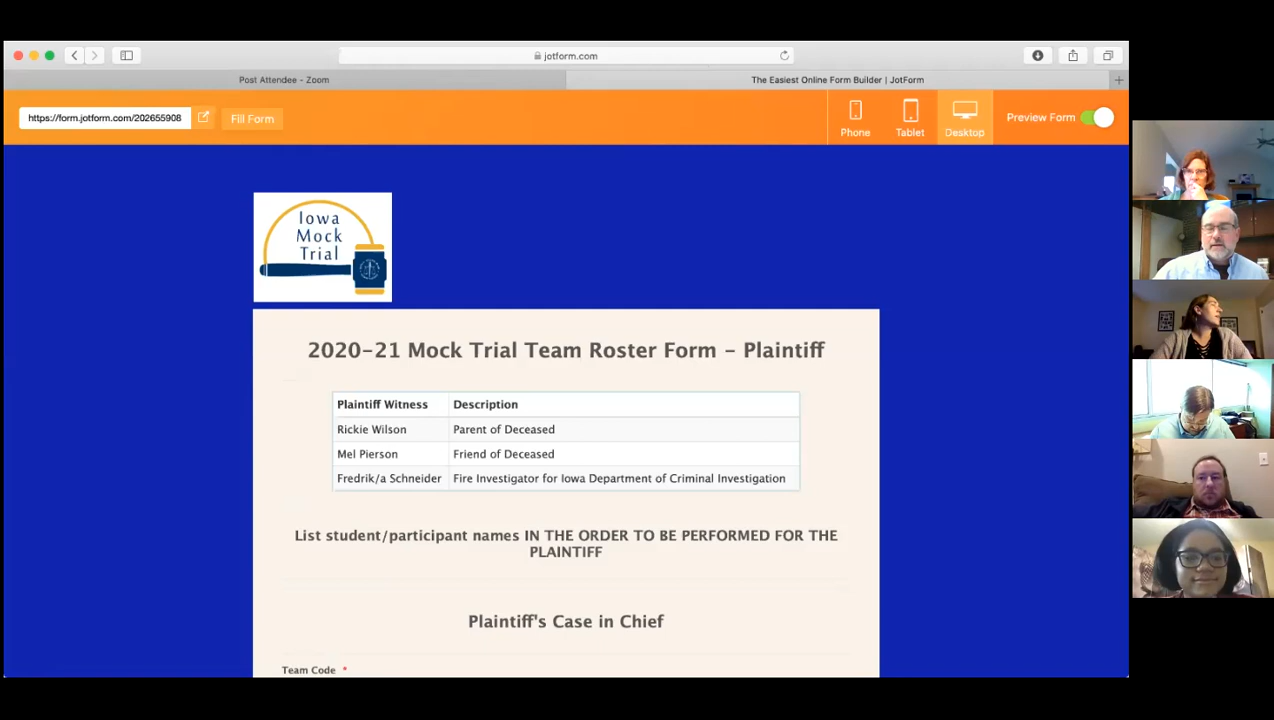 jotform.com
Post Attendee - Zoom
The Easiest Online Form Builder | JotForm
https://form.jotform.com/202655908
Fill Form
Phone
Tablet
Desktop
Preview Form
Iowa
Mock
Trial
2020-21 Mock Trial Team Roster Form - Plaintiff
Plaintiff Witness Description
Rickie Wilson Parent of Deceased
Mel Pierson Friend of Deceased
Fredrik/a Schneider Fire Investigator for Iowa Department of Criminal Investigation
List student/participant names IN THE ORDER TO BE PERFORMED FOR THE
PLAINTIFF
Plaintiff's Case in Chief
Team Code *